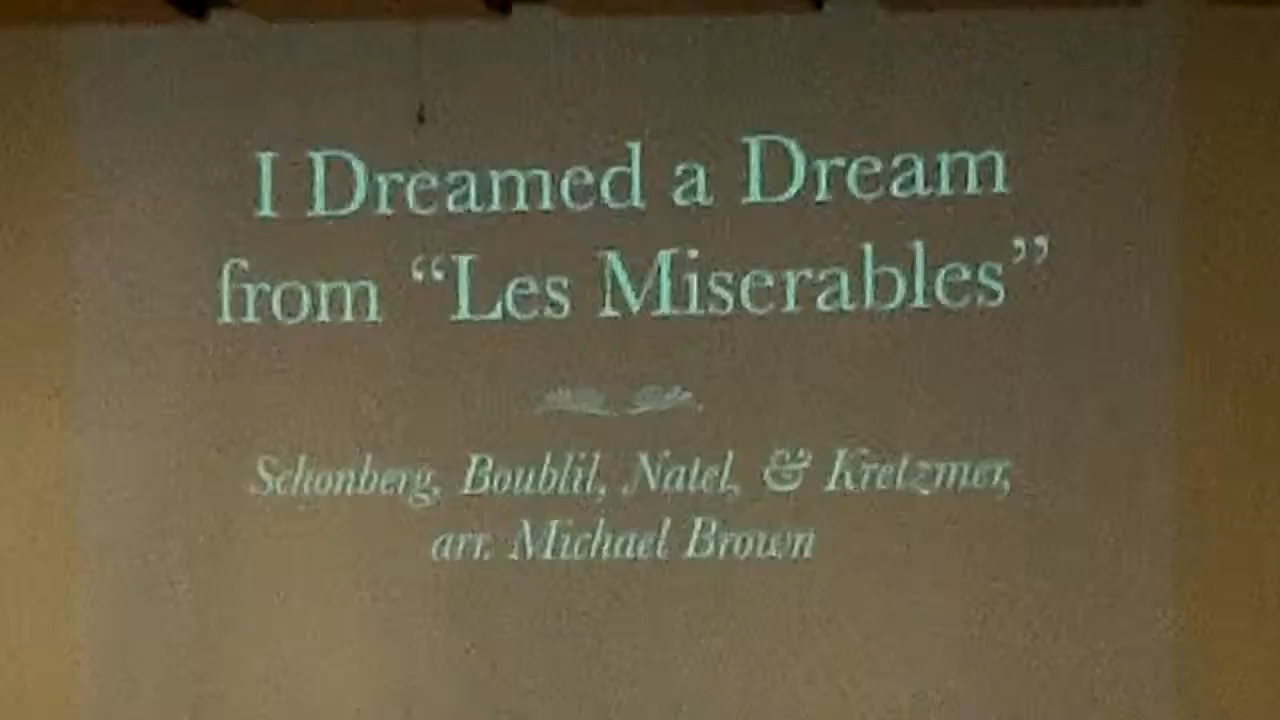 I Dreamed a Dream
from “Les Miserables”
Schonberg, Boublil, Natel, & Kretzmer,
arr. Michael Brown